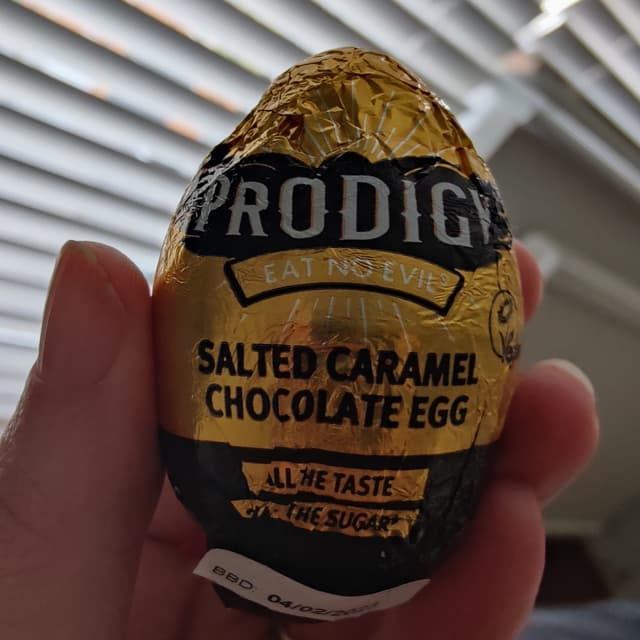 PRODIGY
EAT NO EVIL
SALTED CARAMEL
CHOCOLATE EGG
ALL THE TASTE
THE SUGAR*
BBD: 04/02/